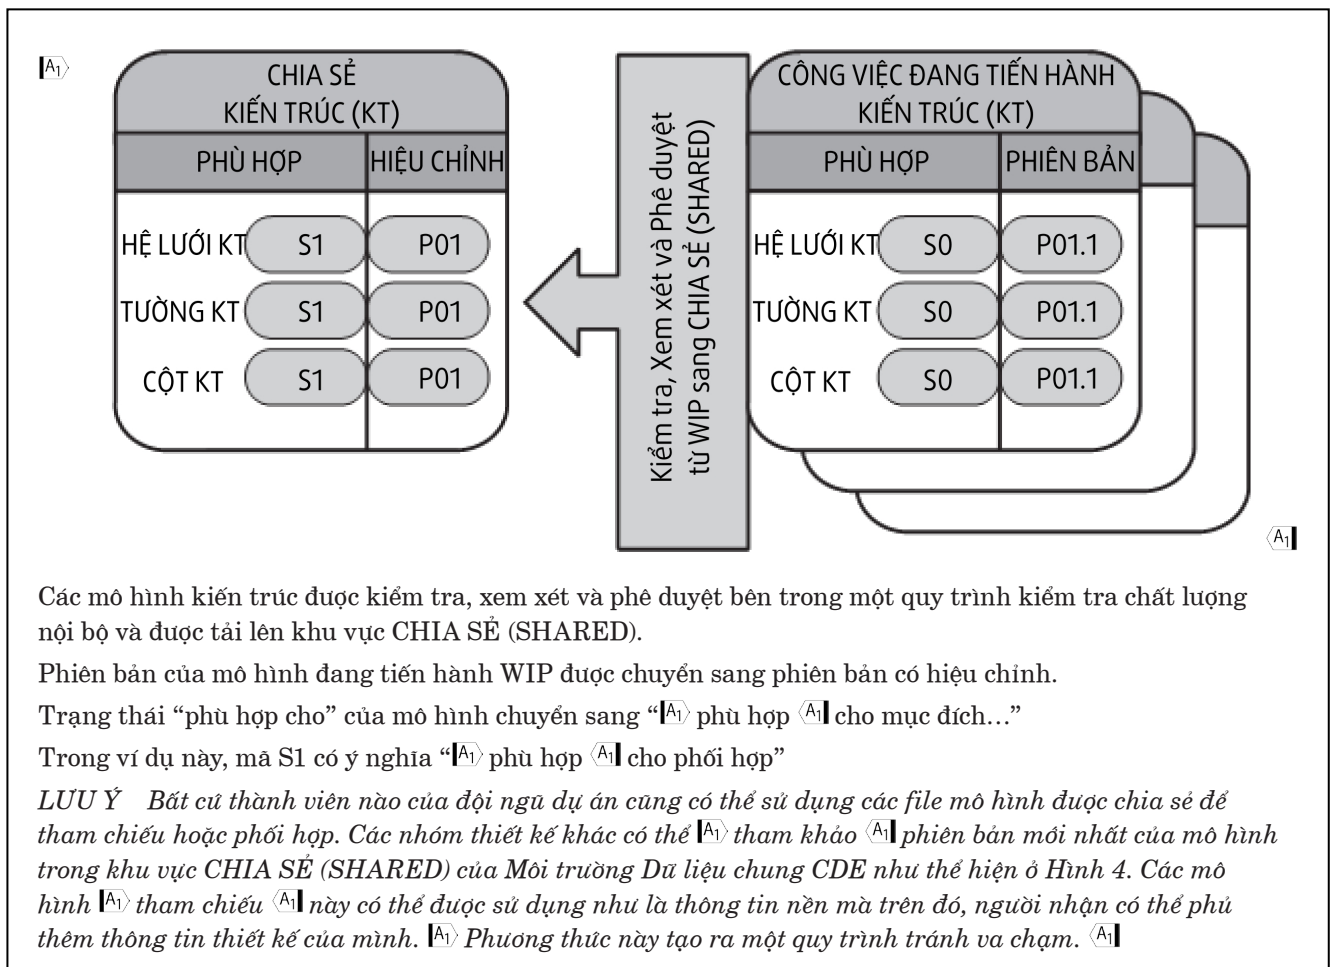 A1
CHIA SẺ
KIẾN TRÚC (KT)
PHÙ HỢP HIỆU CHỈNH
HỆ LƯỚI KT S1 P01
TƯỜNG KT S1 P01
CỘT KT S1 P01
Kiểm tra, Xem xét và Phê duyệt
từ WIP sang CHIA SẺ (SHARED)
CÔNG VIỆC ĐANG TIẾN HÀNH
KIẾN TRÚC (KT)
PHÙ HỢP PHIÊN BẢN
HỆ LƯỚI KT S0 P01.1
TƯỜNG KT S0 P01.1
CỘT KT S0 P01.1
A1
Các mô hình kiến trúc được kiểm tra, xem xét và phê duyệt bên trong một quy trình kiểm tra chất lượng
nội bộ và được tải lên khu vực CHIA SẺ (SHARED).
Phiên bản của mô hình đang tiến hành WIP được chuyển sang phiên bản có hiệu chỉnh.
Trạng thái “phù hợp cho” của mô hình chuyển sang “A1 phù hợp A1 cho mục đích…”
Trong ví dụ này, mã S1 có ý nghĩa “A1 phù hợp A1 cho phối hợp”
LƯU Ý Bất cứ thành viên nào của đội ngũ dự án cũng có thể sử dụng các file mô hình được chia sẻ để
tham chiếu hoặc phối hợp. Các nhóm thiết kế khác có thể A1 tham khảo A1 phiên bản mới nhất của mô hình
trong khu vực CHIA SẺ (SHARED) của Môi trường Dữ liệu chung CDE như thể hiện ở Hình 4. Các mô
hình A1 tham chiếu A1 này có thể được sử dụng như là thông tin nền mà trên đó, người nhận có thể phủ
thêm thông tin thiết kế của mình. A1 Phương thức này tạo ra một quy trình tránh va chạm. A1